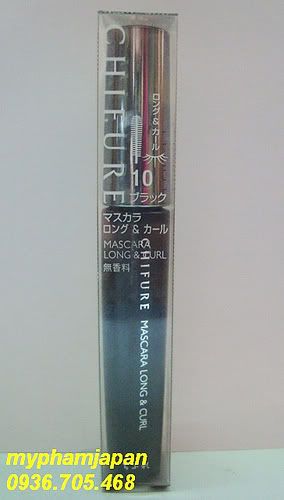 CHIFURE
ロング & カール
10
ブラック
マスカラ
ロング & カール
MASCARA
LONG & CURL
無香料
CHIFURE
MASCARA LONG & CURL
myphamjapan
0936.705.468